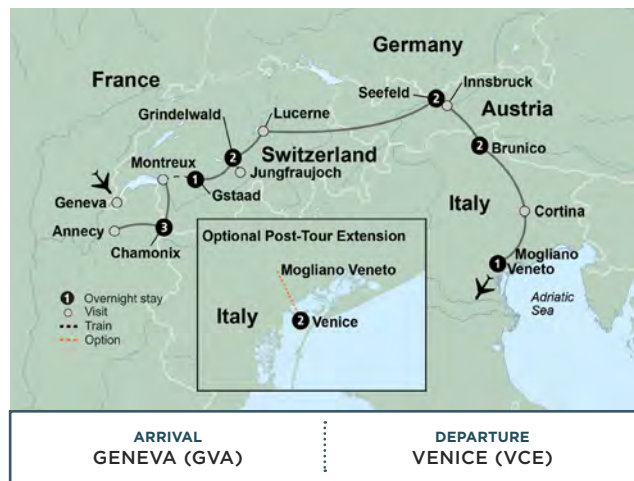 Germany
France
Seefeld
2
Innsbruck
Grindelwald
Lucerne
Austria
2
2
Brunico
Montreux
Switzerland
1
Jungfraujoch
Gstaad
Geneva
Italy
Annecy
3
Cortina
Chamonix
Optional Post-Tour Extension
1
Mogliano
Veneto
Mogliano Veneto
Adriatic
Sea
1 Overnight stay
Visit
Train
Option
Italy
2
Venice
ARRIVAL
GENEVA (GVA)
DEPARTURE
VENICE (VCE)